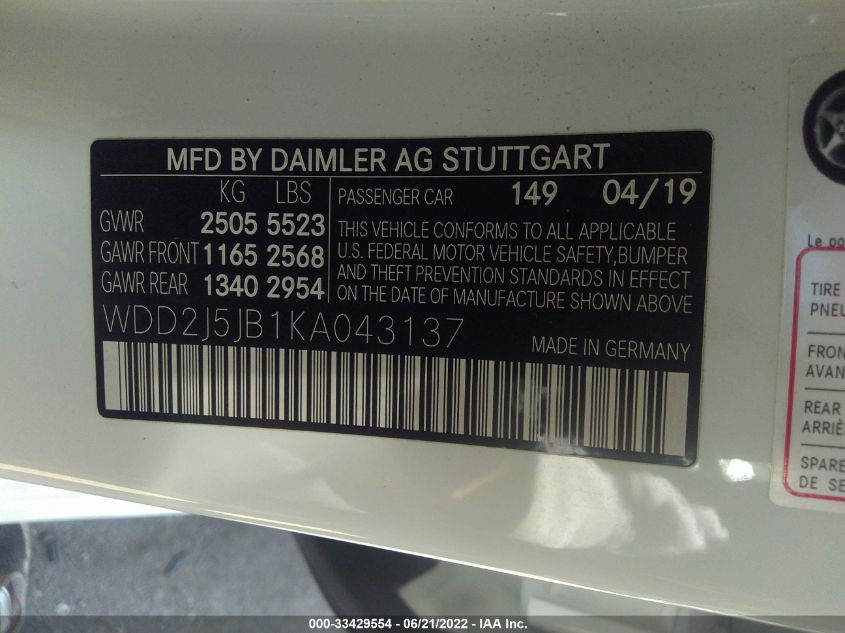 MFD BY DAIMLER AG STUTTGART
KG LBS
GVWR 2505 5523
GAWR FRONT 1165 2568
GAWR REAR 1340 2954
PASSENGER CAR 149 04/19
THIS VEHICLE CONFORMS TO ALL APPLICABLE
U.S. FEDERAL MOTOR VEHICLE SAFETY,BUMPER
AND THEFT PREVENTION STANDARDS IN EFFECT
ON THE DATE OF MANUFACTURE SHOWN ABOVE
WDD2J5JB1KA043137
MADE IN GERMANY
Le
TIRE
FRON
AVAN
REAR
ARRIÈ
SPARE
DE SE
000-33429554 - 06/21/2022 - IAA Inc.